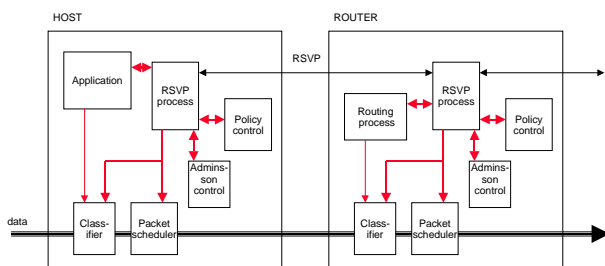 HOST
ROUTER
Application
RSVP
process
Policy
control
Admins-
son
control
RSVP
Routing
process
RSVP
process
Policy
control
Admins-
son
control
data
Class-
ifier
Packet
scheduler
Class-
ifier
Packet
scheduler